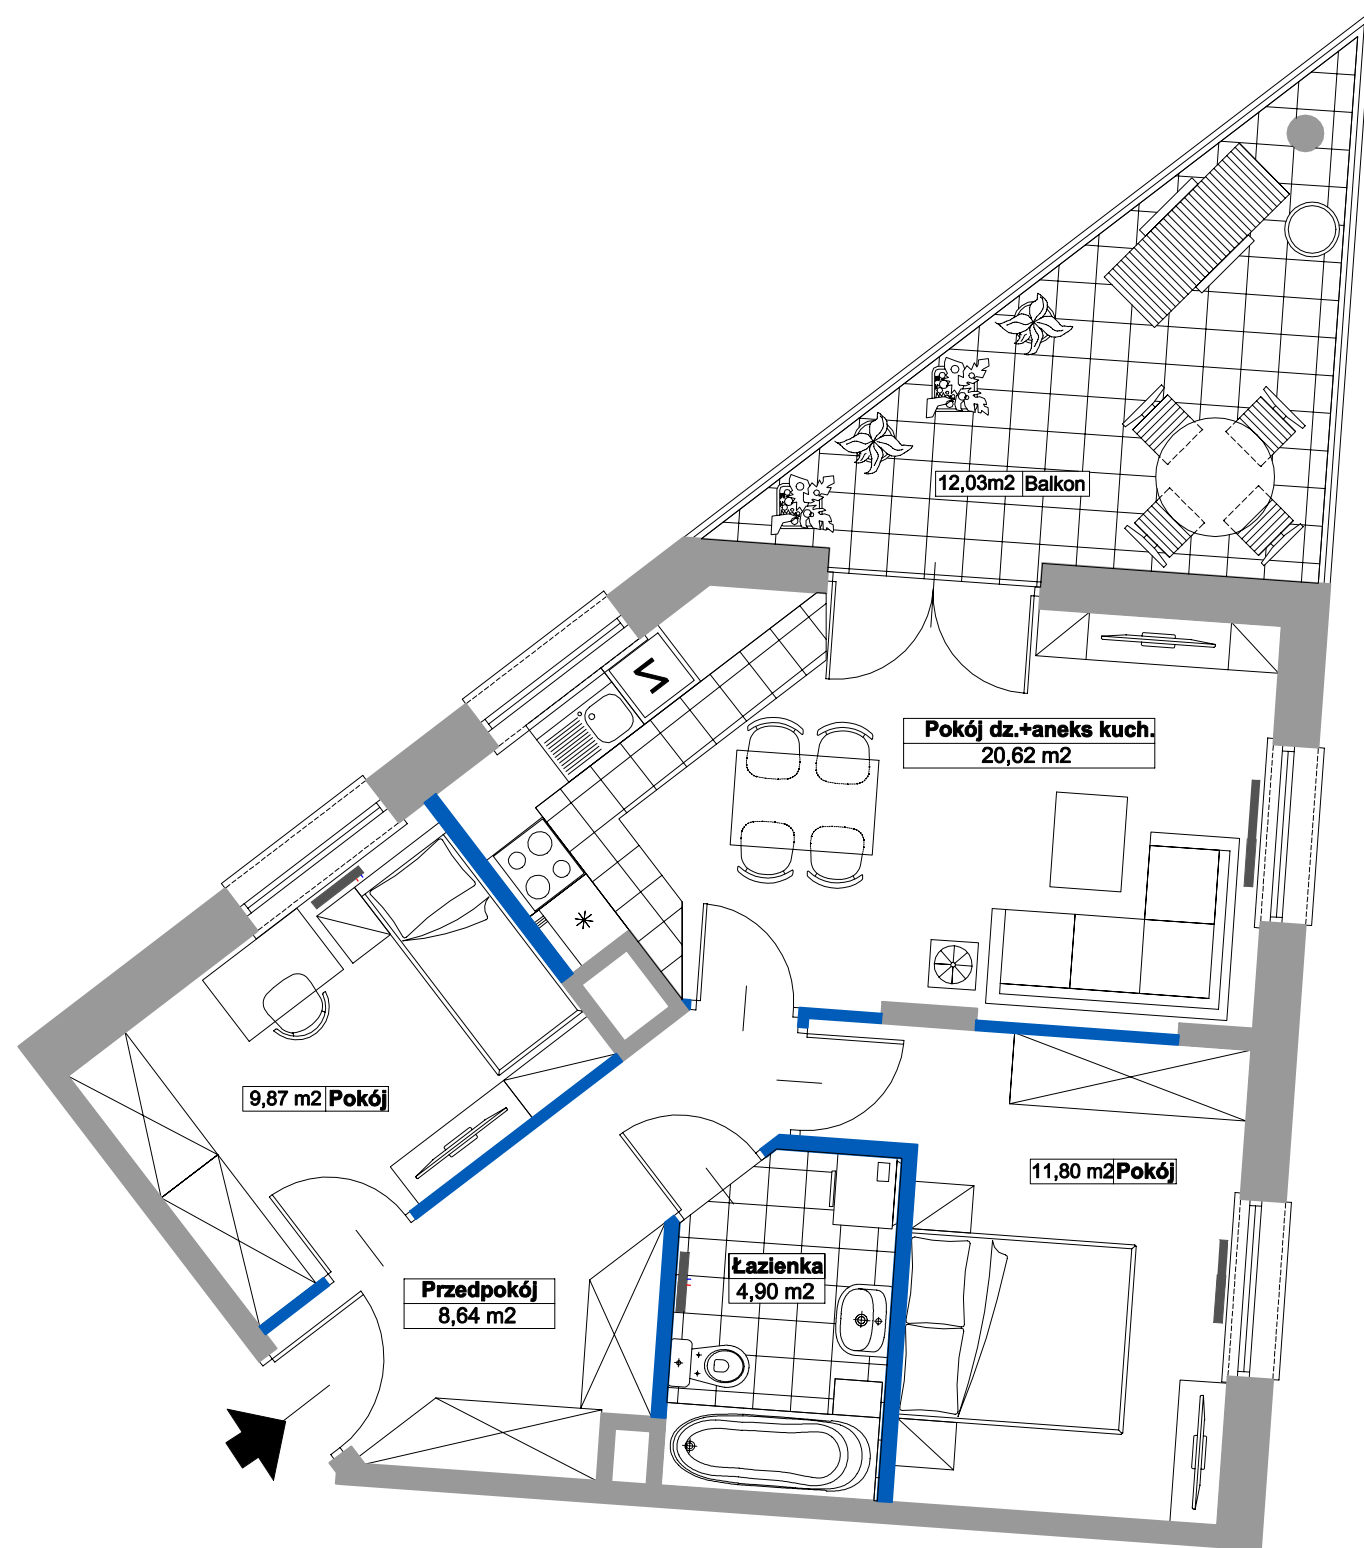 12,03m2 Balkon
N
Pokój dz.+aneks kuch.
20,62 m2
9,87 m2 Pokój
11,80 m2 Pokój
Łazienka
4,90 m2
Przedpokój
8,64 m2